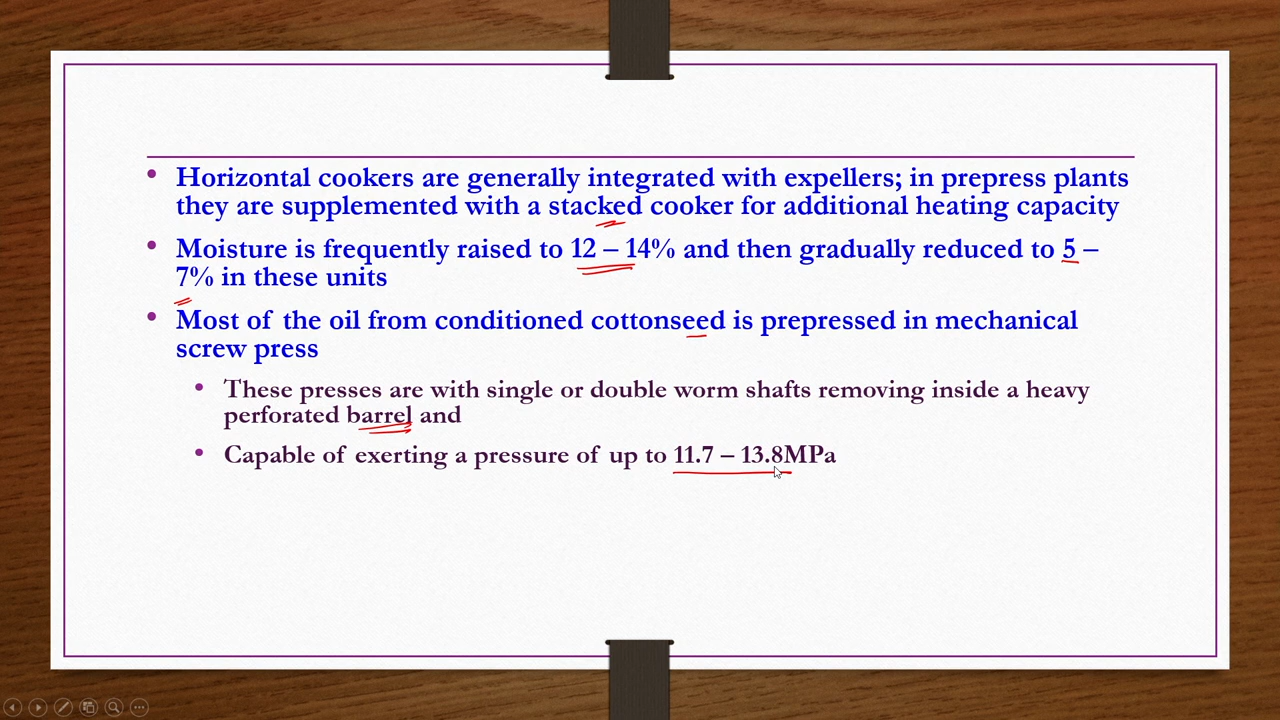 • Horizontal cookers are generally integrated with expellers; in prepress plants
they are supplemented with a stacked cooker for additional heating capacity
• Moisture is frequently raised to 12 – 14% and then gradually reduced to 5 –
7% in these units
• Most of the oil from conditioned cottonseed is prepressed in mechanical
screw press
• These presses are with single or double worm shafts removing inside a heavy
perforated barrel and
• Capable of exerting a pressure of up to 11.7 – 13.8MPa